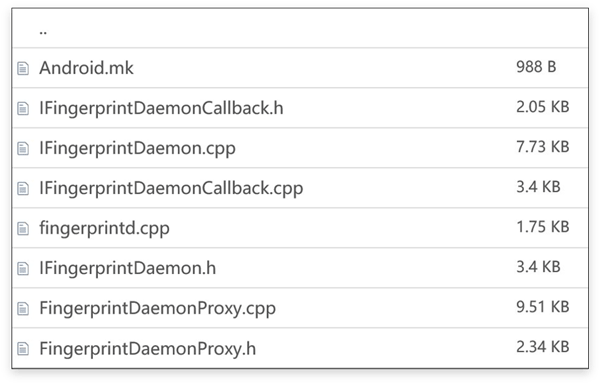 ..
Android.mk 988 B
IFingerprintDaemonCallback.h 2.05 KB
IFingerprintDaemon.cpp 7.73 KB
IFingerprintDaemonCallback.cpp 3.4 KB
fingerprintd.cpp 1.75 KB
IFingerprintDaemon.h 3.4 KB
FingerprintDaemonProxy.cpp 9.51 KB
FingerprintDaemonProxy.h 2.34 KB